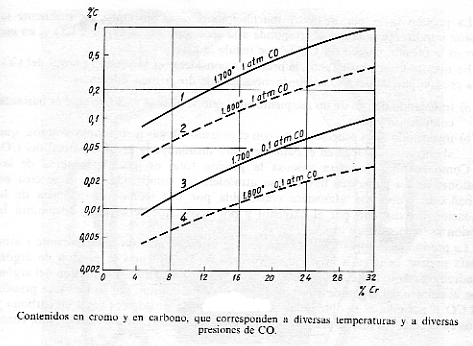 %C
1
0,5
0,2
0,1
0,05
0,02
0,01
0,005
0,002
1
1.700° 1 atm CO
2
1.800° 1 atm CO
3
1.700° 0,1 atm CO
4
1.800° 0,1 atm CO
0 4 8 12 16 20 24 28 32
% Cr
Contenidos en cromo y en carbono, que corresponden a diversas temperaturas y a diversas
presiones de CO.